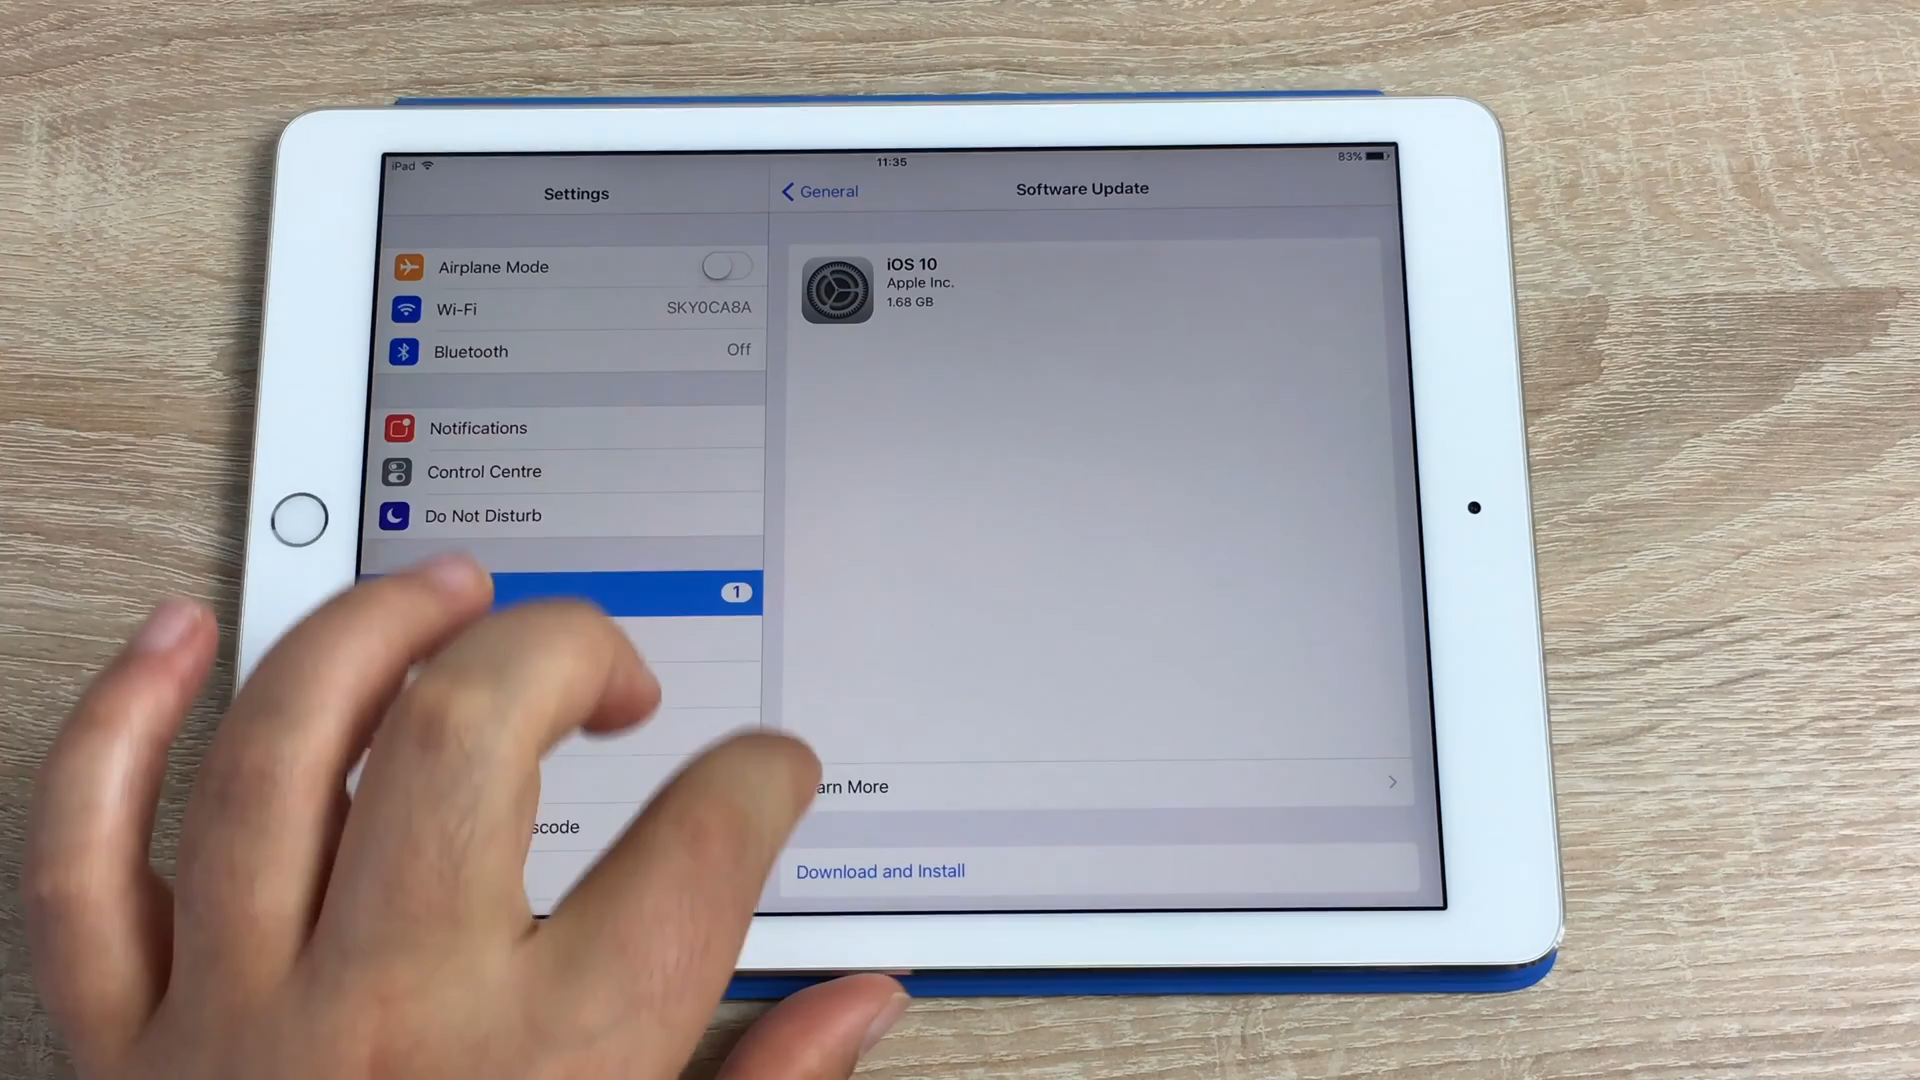 iPad
11:35
83%
Settings
General
Software Update
Airplane Mode
Wi-Fi
SKY0CA8A
Bluetooth
Off
Notifications
Control Centre
Do Not Disturb
1
scode
iOS 10
Apple Inc.
1.68 GB
arn More
Download and Install